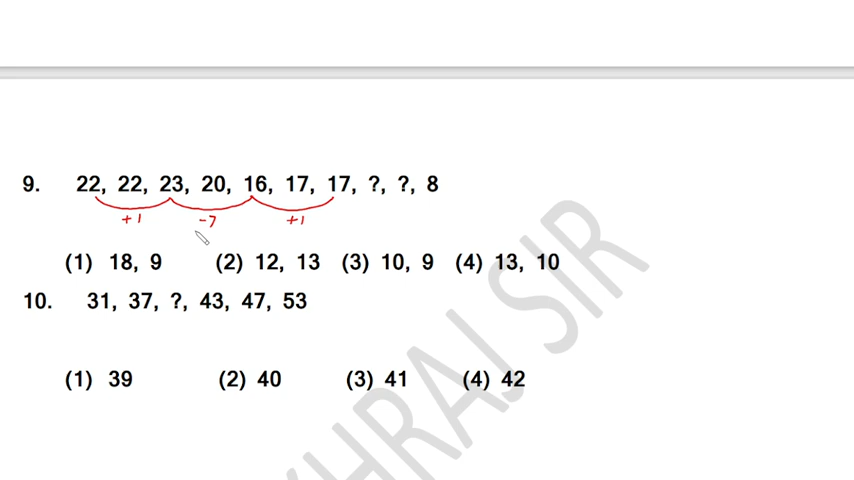 9. 22, 22, 23, 20, 16, 17, 17, ?, ?, 8
+1 -7 +1
(1) 18, 9 (2) 12, 13 (3) 10, 9 (4) 13, 10
10. 31, 37, ?, 43, 47, 53
(1) 39 (2) 40 (3) 41 (4) 42
KHRAJ SIR